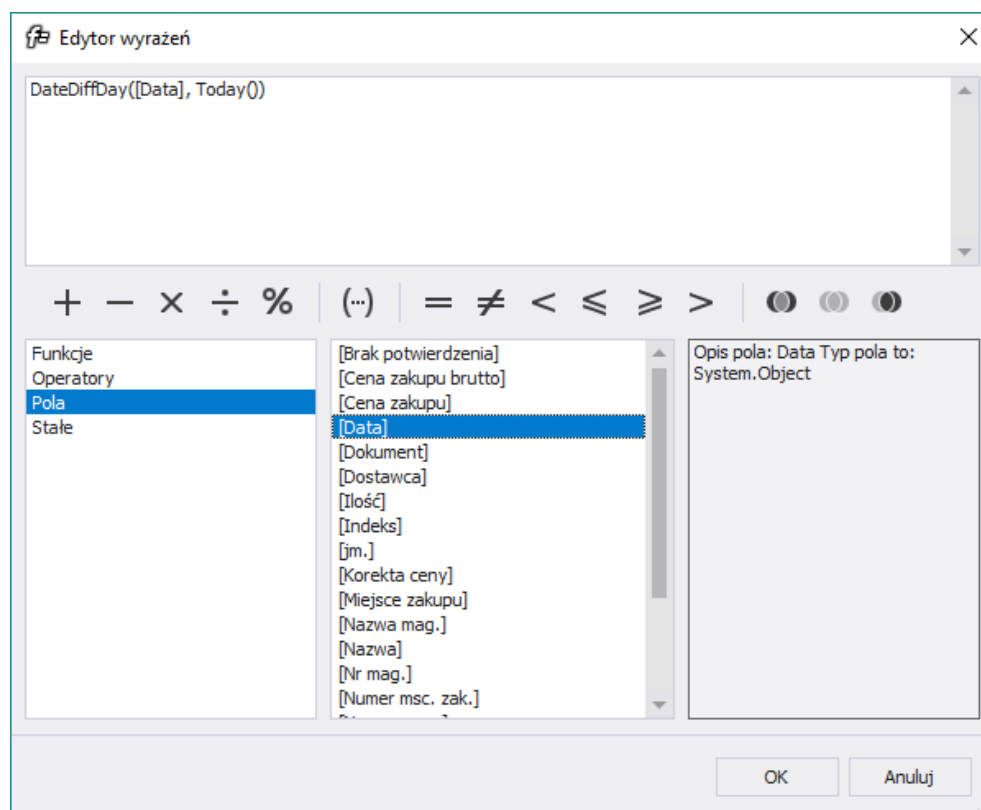 Edytor wyrażeń
DateDiffDay([Data], Today())
+ − × ÷ % (...) = ≠ < ⩽ ⩾ >
Funkcje
Operatory
Pola
Stałe
[Brak potwierdzenia]
[Cena zakupu brutto]
[Cena zakupu]
[Data]
[Dokument]
[Dostawca]
[Ilość]
[Indeks]
[jm.]
[Korekta ceny]
[Miejsce zakupu]
[Nazwa mag.]
[Nazwa]
[Nr mag.]
[Numer msc. zak.]
Opis pola: Data Typ pola to:
System.Object
OK
Anuluj